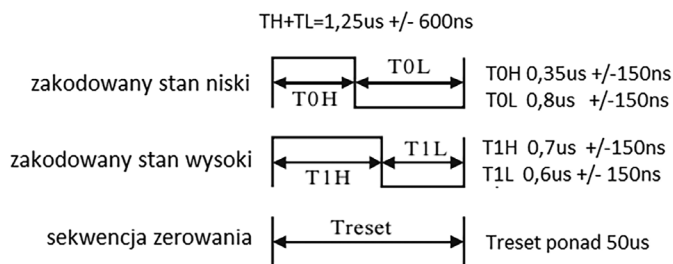 TH+TL=1,25us +/- 600ns
zakodowany stan niski
T0H
T0L
T0H 0,35us +/-150ns
T0L 0,8us +/-150ns
zakodowany stan wysoki
T1H
T1L
T1H 0,7us +/-150ns
T1L 0,6us +/- 150ns
sekwencja zerowania
Treset
Treset ponad 50us